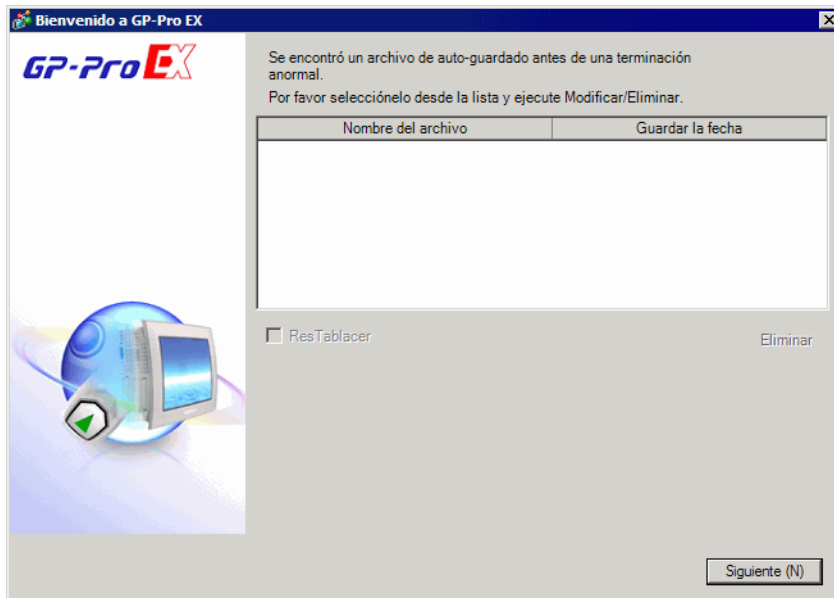 Bienvenido a GP-Pro EX
GP-Pro EX
Se encontró un archivo de auto-guardado antes de una terminación
anormal.
Por favor selecciónelo desde la lista y ejecute Modificar/Eliminar.
Nombre del archivo Guardar la fecha
ResTablacer Eliminar
Siguiente (N)